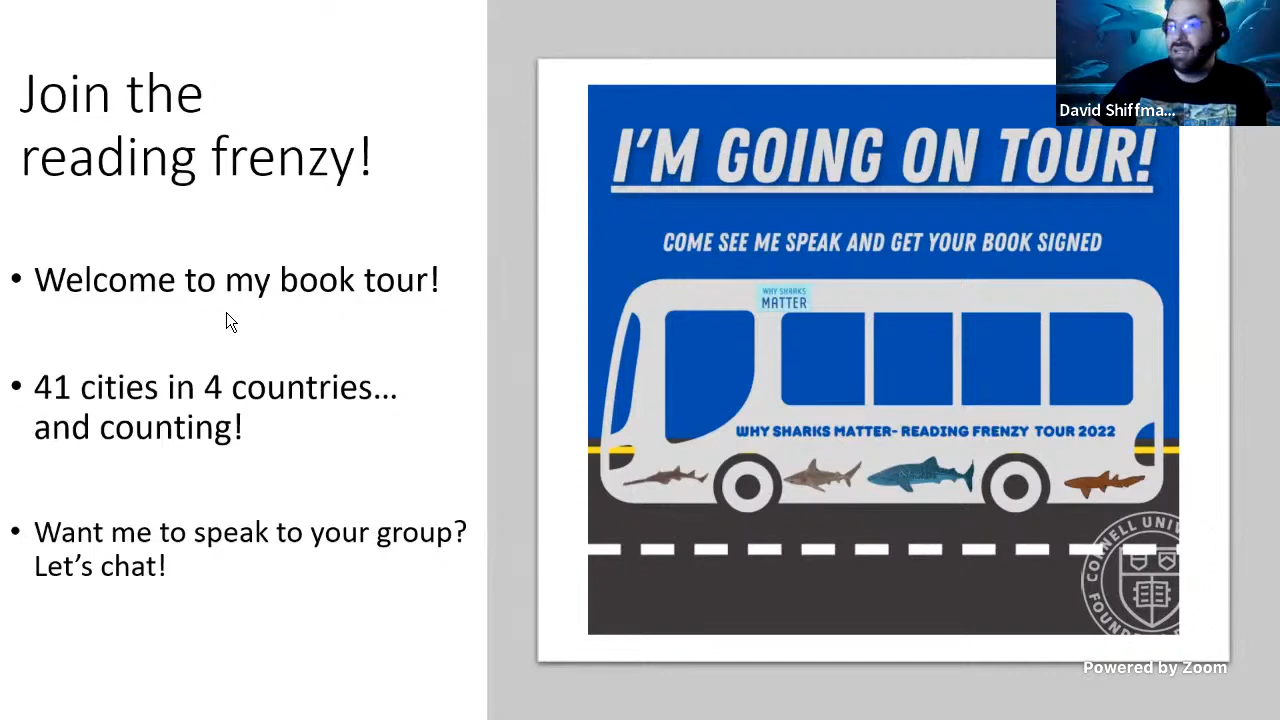 Join the
reading frenzy!
• Welcome to my book tour!
• 41 cities in 4 countries…
and counting!
• Want me to speak to your group?
Let’s chat!
I’M GOING ON TOUR!
COME SEE ME SPEAK AND GET YOUR BOOK SIGNED
WHY SHARKS
MATTER
WHY SHARKS MATTER- READING FRENZY TOUR 2022
David Shiffma...
CORNELL UNIV
FOUND
Powered by Zoom